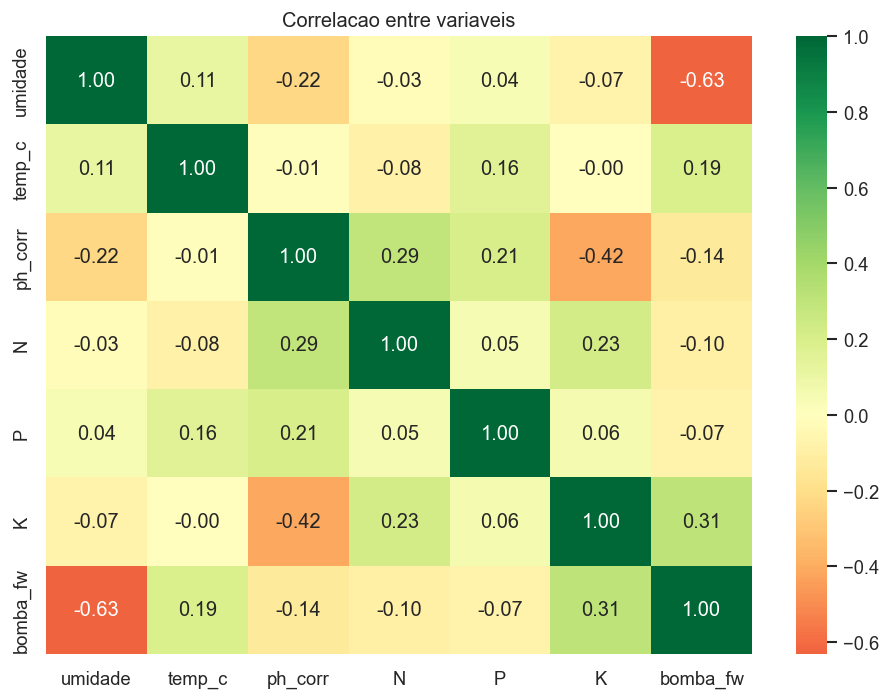 Correlacao entre variaveis
umidade 1.00 0.11 -0.22 -0.03 0.04 -0.07 -0.63
temp_c 0.11 1.00 -0.01 -0.08 0.16 -0.00 0.19
ph_corr -0.22 -0.01 1.00 0.29 0.21 -0.42 -0.14
N -0.03 -0.08 0.29 1.00 0.05 0.23 -0.10
P 0.04 0.16 0.21 0.05 1.00 0.06 -0.07
K -0.07 -0.00 -0.42 0.23 0.06 1.00 0.31
bomba_fw -0.63 0.19 -0.14 -0.10 -0.07 0.31 1.00
umidade temp_c ph_corr N P K bomba_fw
1.0
0.8
0.6
0.4
0.2
0.0
−0.2
−0.4
−0.6